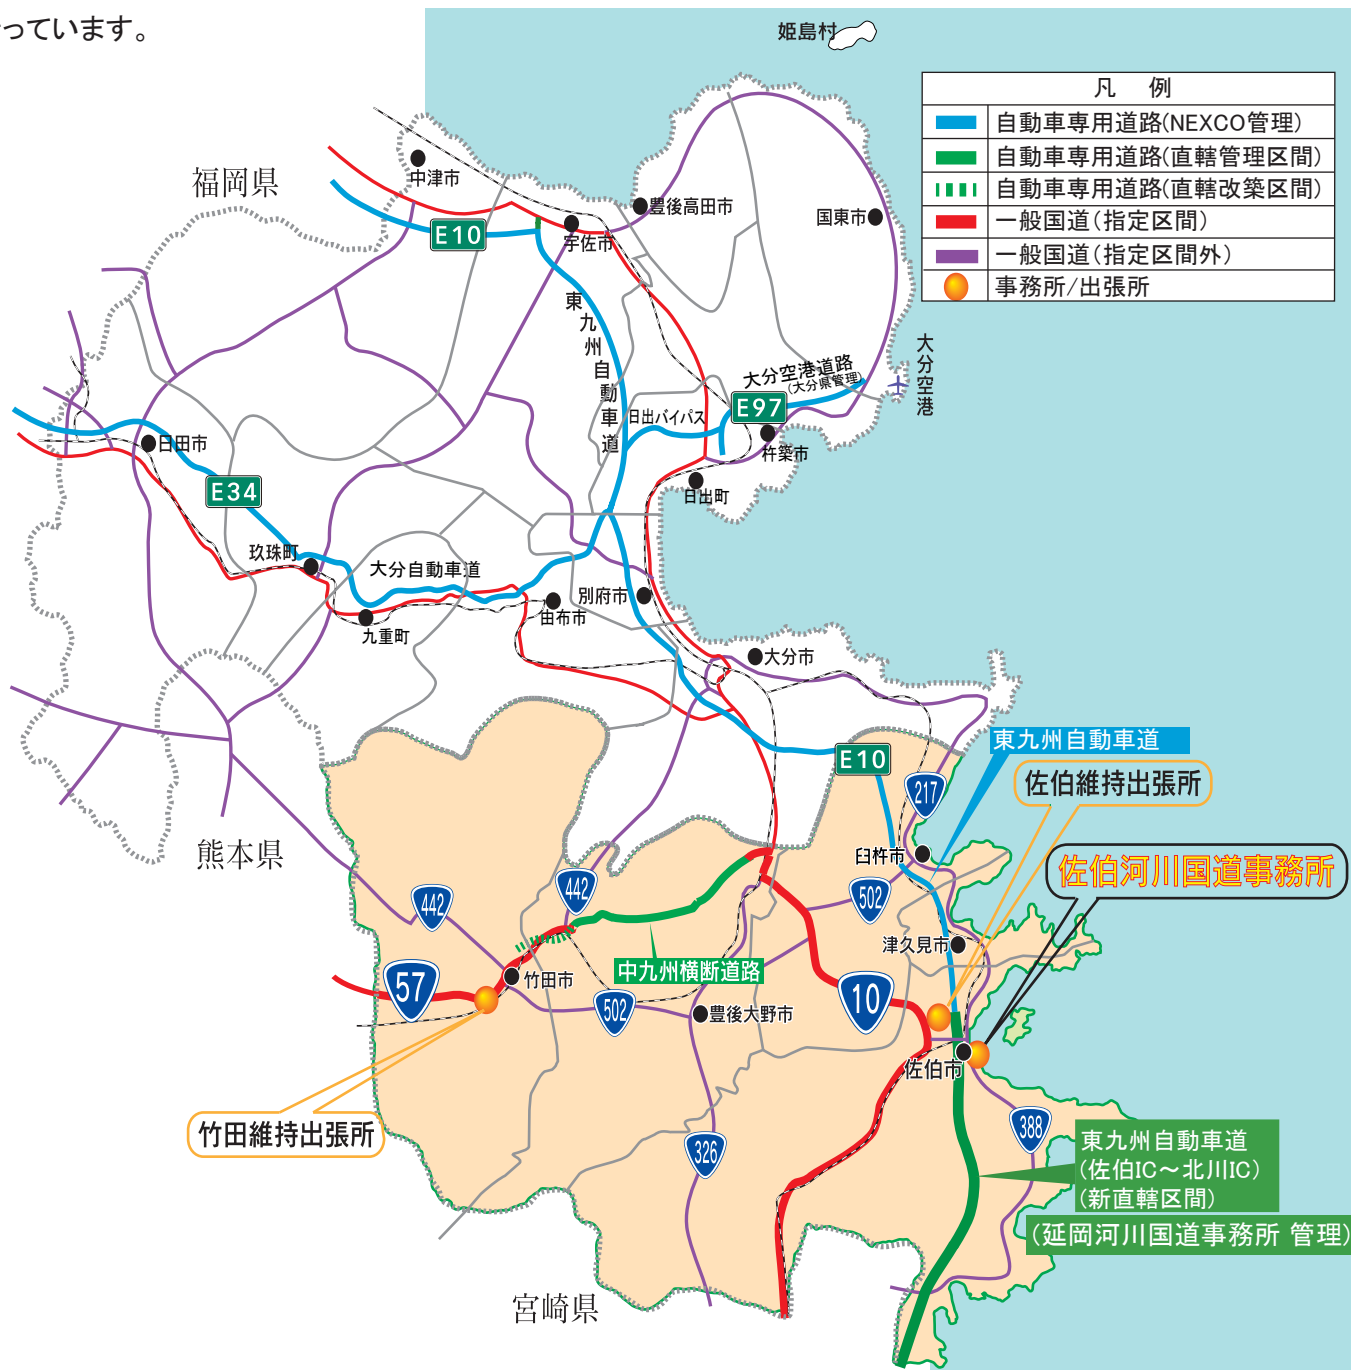 っています。
姫島村
凡 例
自動車専用道路(NEXCO管理)
自動車専用道路(直轄管理区間)
自動車専用道路(直轄改築区間)
一般国道(指定区間)
一般国道(指定区間外)
事務所/出張所
福岡県
中津市
豊後高田市
国東市
E10
宇佐市
東九州自動車道
大分空港
大分空港道路
(大分県管理)
E97
日出バイパス
杵築市
日田市
日出町
E34
玖珠町
大分自動車道
別府市
由布市
九重町
大分市
E10
東九州自動車道
佐伯維持出張所
217
熊本県
臼杵市
佐伯河川国道事務所
442
442
502
津久見市
中九州横断道路
竹田市
57
502
豊後大野市
10
佐伯市
竹田維持出張所
326
388
東九州自動車道
(佐伯IC～北川IC)
(新直轄区間)
(延岡河川国道事務所 管理)
宮崎県